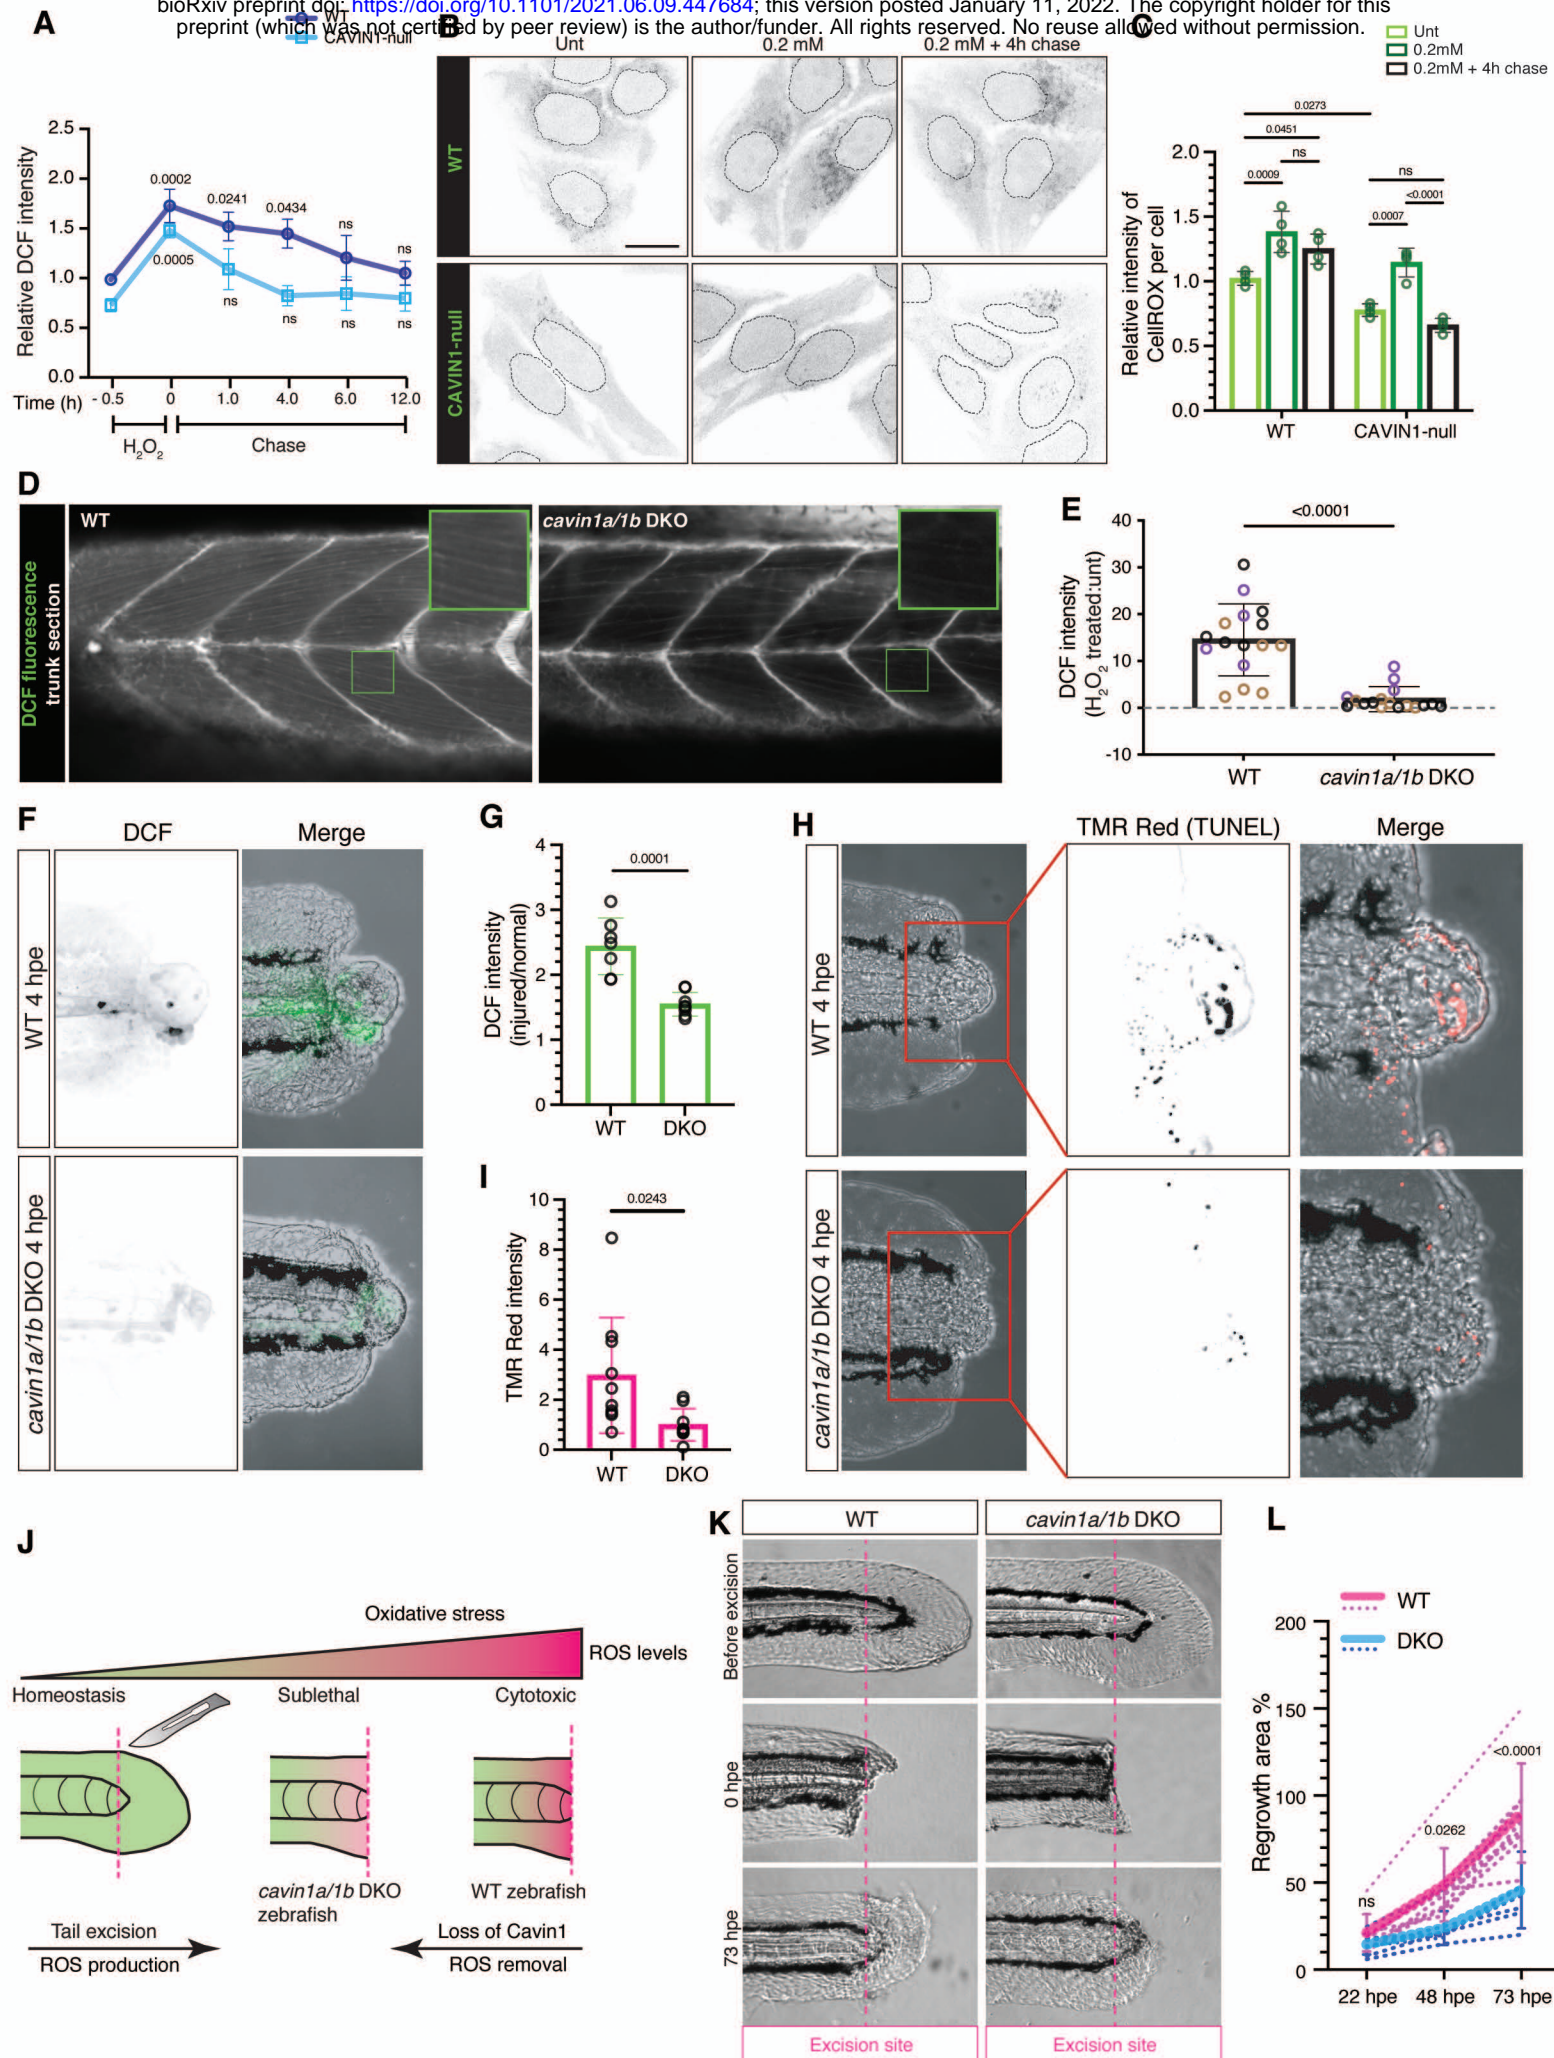 bioRxiv preprint doi: https://doi.org/10.1101/2021.06.09.447684; this version posted January 11, 2022. The copyright holder for this
preprint (which was not certified by peer review) is the author/funder. All rights reserved. No reuse allowed without permission.
A
WT
CAVIN1-null
Relative DCF intensity
2.5
2.0
1.5
1.0
0.5
0.0
0.0002
0.0241
0.0434
ns
ns
0.0005
ns
ns
ns
ns
Time (h)
- 0.5
0
1.0
4.0
6.0
12.0
H2O2
Chase
B
Unt
0.2 mM
0.2 mM + 4h chase
WT
CAVIN1-null
C
Unt
0.2mM
0.2mM + 4h chase
Relative intensity of
CellROX per cell
2.0
1.5
1.0
0.5
0.0
0.0273
0.0451
ns
0.0009
ns
<0.0001
0.0007
WT
CAVIN1-null
D
DCF fluorescence
trunk section
WT
cavin1a/1b DKO
E
DCF intensity
(H2O2 treated:unt)
40
30
20
10
0
-10
<0.0001
WT
cavin1a/1b DKO
F
DCF
Merge
WT 4 hpe
cavin1a/1b DKO 4 hpe
G
DCF intensity
(injured/normal)
4
3
2
1
0
0.0001
WT
DKO
H
TMR Red (TUNEL)
Merge
WT 4 hpe
cavin1a/1b DKO 4 hpe
I
TMR Red intensity
10
8
6
4
2
0
0.0243
WT
DKO
J
Oxidative stress
ROS levels
Homeostasis
Sublethal
Cytotoxic
cavin1a/1b DKO
zebrafish
WT zebrafish
Tail excision
ROS production
Loss of Cavin1
ROS removal
K
WT
cavin1a/1b DKO
Before excision
0 hpe
73 hpe
Excision site
Excision site
L
WT
DKO
Regrowth area %
200
150
100
50
0
ns
0.0262
<0.0001
22 hpe
48 hpe
73 hpe